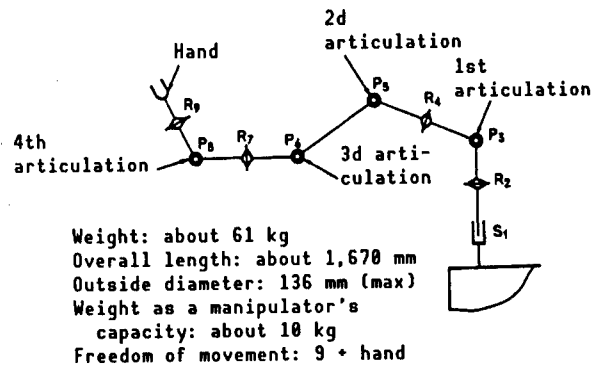 2d
articulation
Hand
1st
articulation
P5
R4
R9
P3
4th
articulation
P8
R7
P6
3d arti-
culation
R2
S1
Weight: about 61 kg
Overall length: about 1,670 mm
Outside diameter: 136 mm (max)
Weight as a manipulator's
capacity: about 10 kg
Freedom of movement: 9 + hand